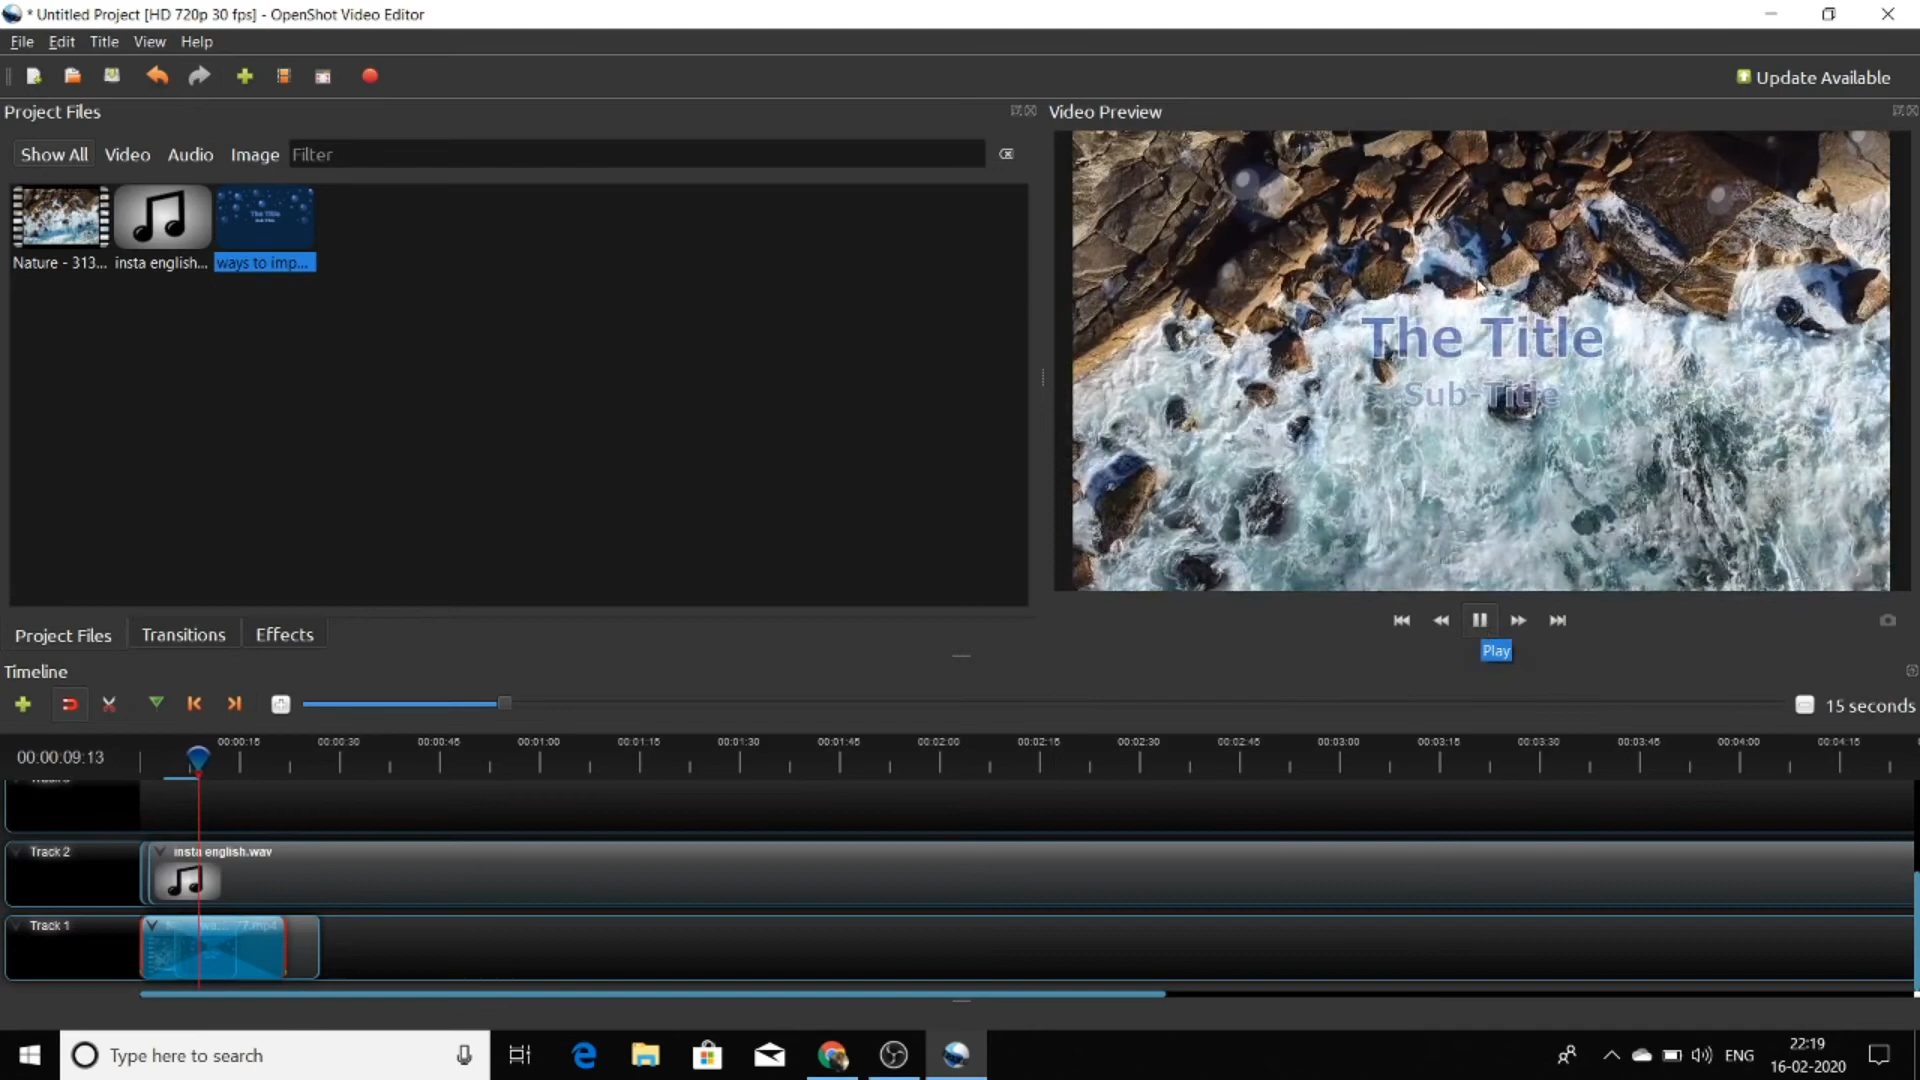 * Untitled Project [HD 720p 30 fps] - OpenShot Video Editor
File Edit Title View Help
Update Available
Project Files
Video Preview
Show All Video Audio Image Filter
The Title
Sub-Title
Nature - 313... insta english... ways to imp...
The Title
Sub-Title
Play
Project Files Transitions Effects
Timeline
15 seconds
00:00:09:13
00:00:15 00:00:30 00:00:45 00:01:00 00:01:15 00:01:30 00:01:45 00:02:00 00:02:15 00:02:30 00:02:45 00:03:00 00:03:15 00:03:30 00:03:45 00:04:00 00:04:15
Track 2
insta english.wav
Track 1
7.mp4
Type here to search
ENG
22:19
16-02-2020